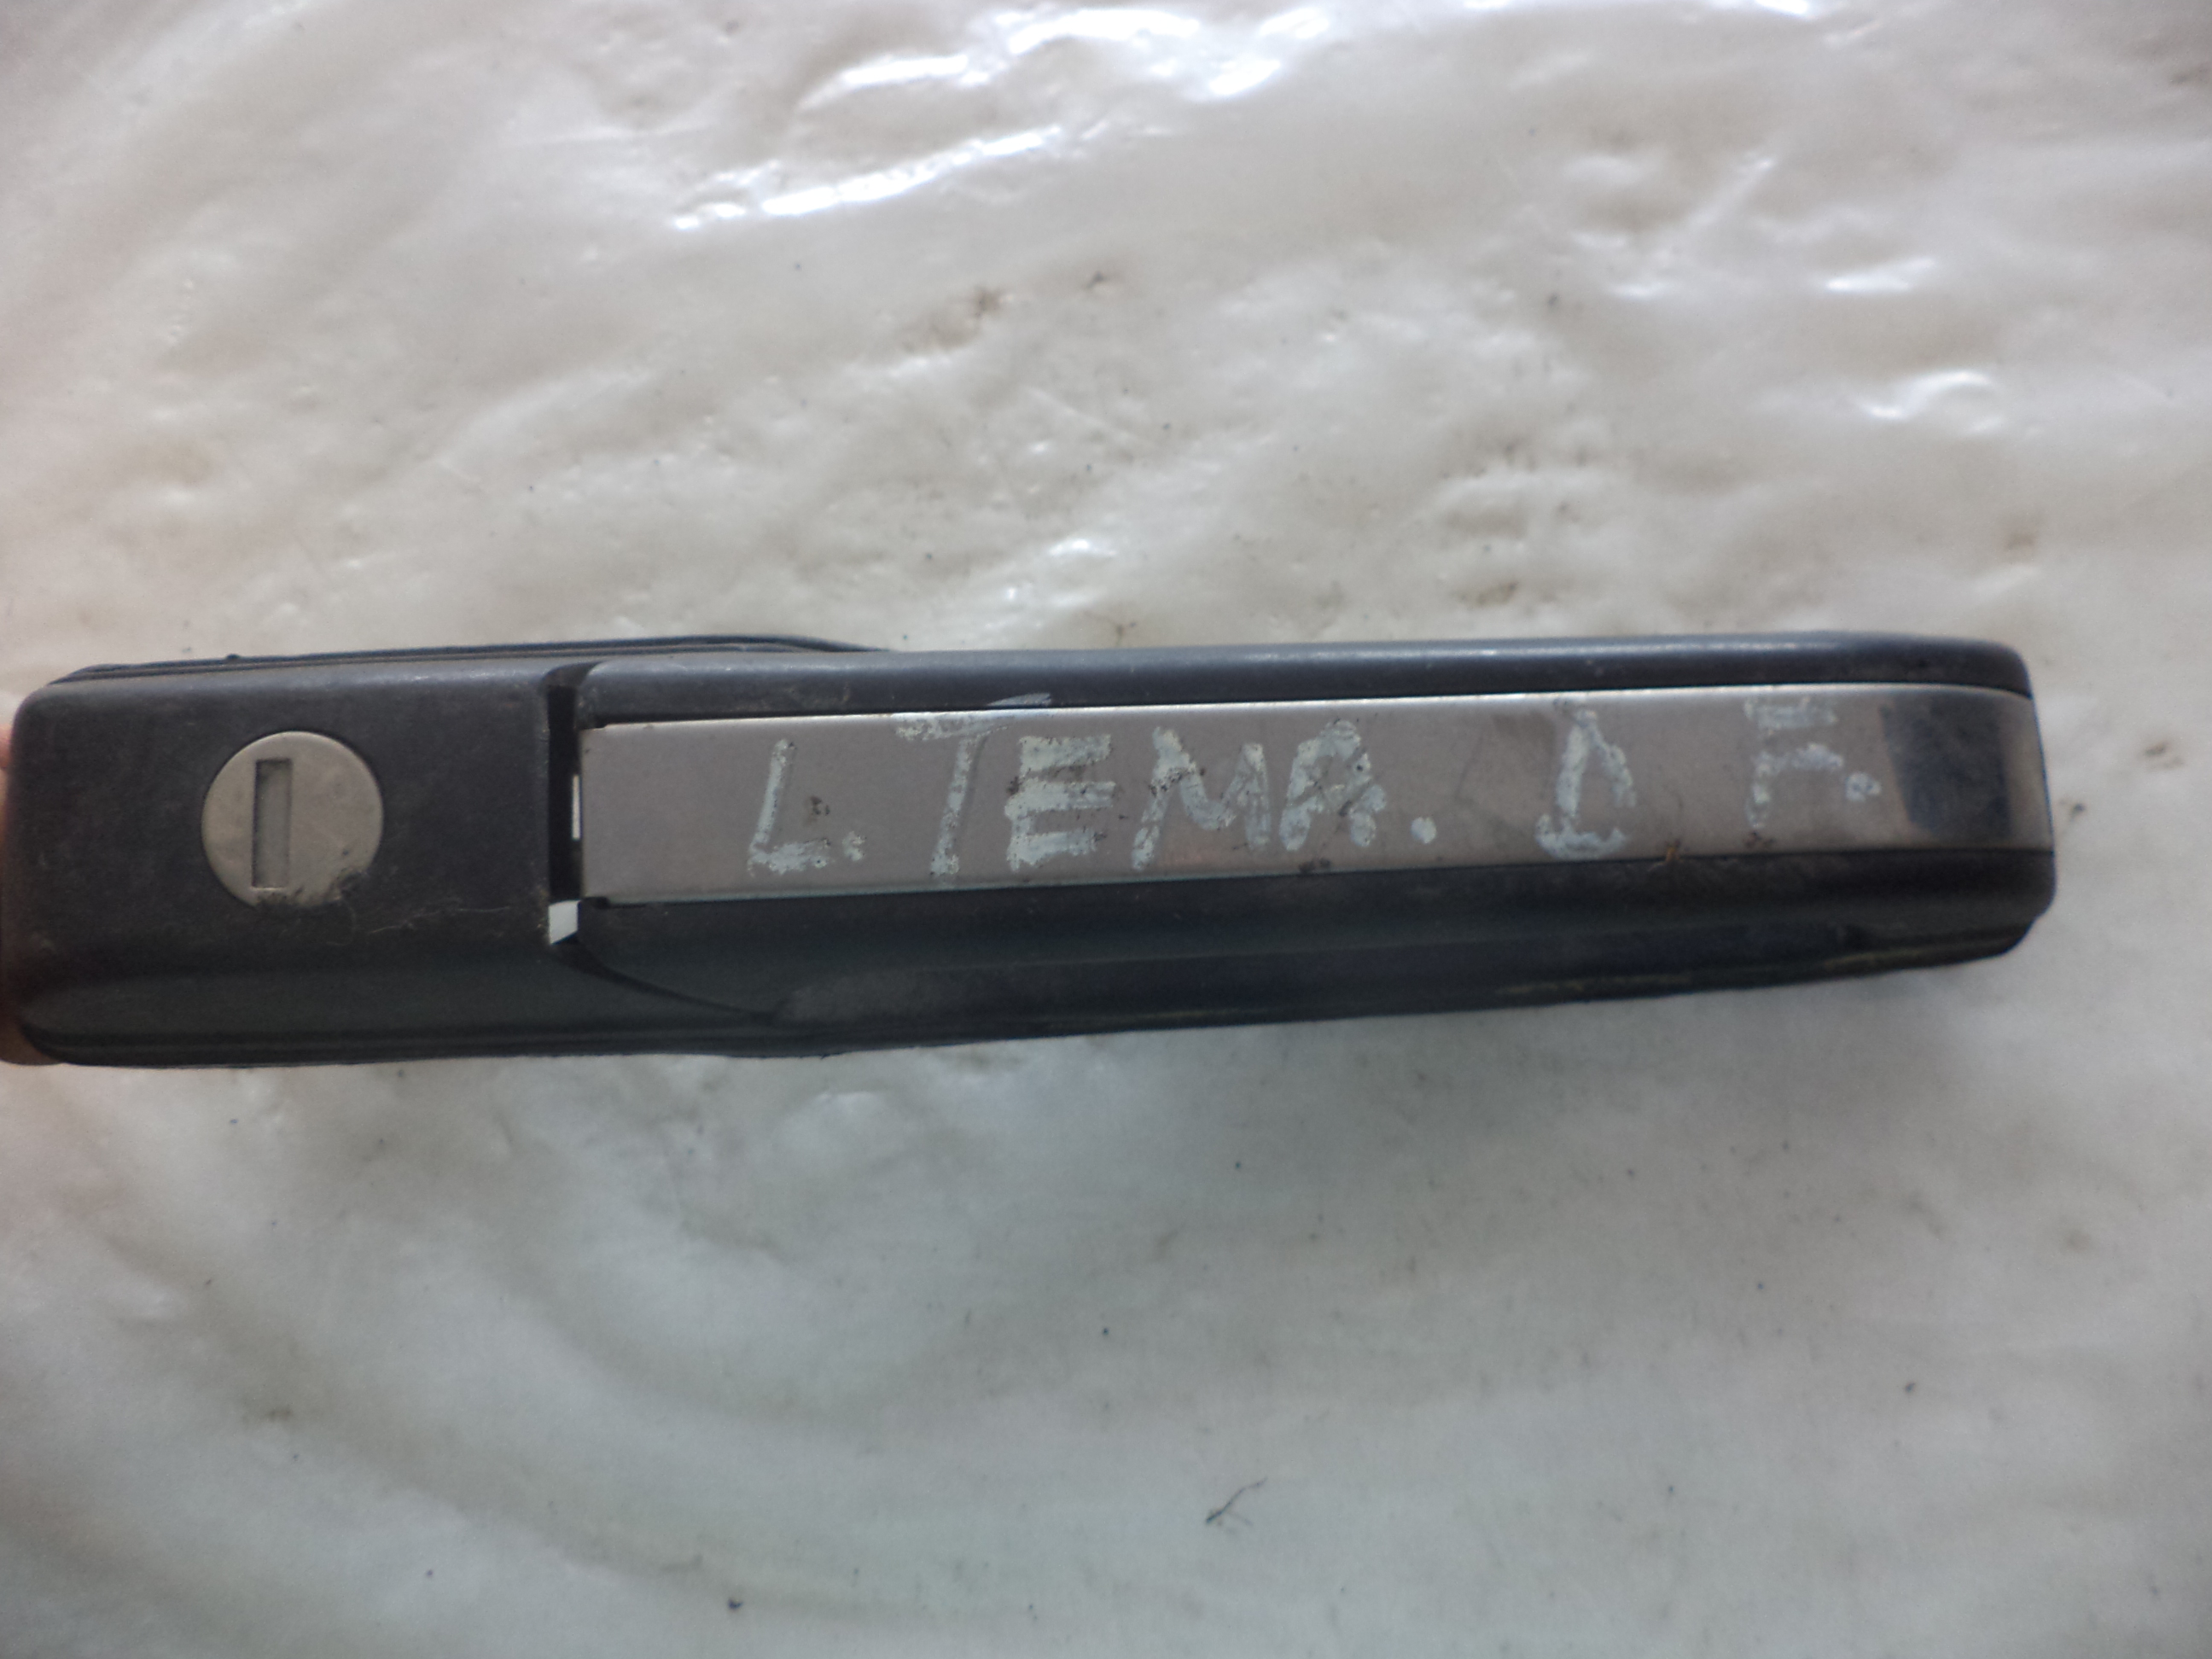 L. TEMA. D F.